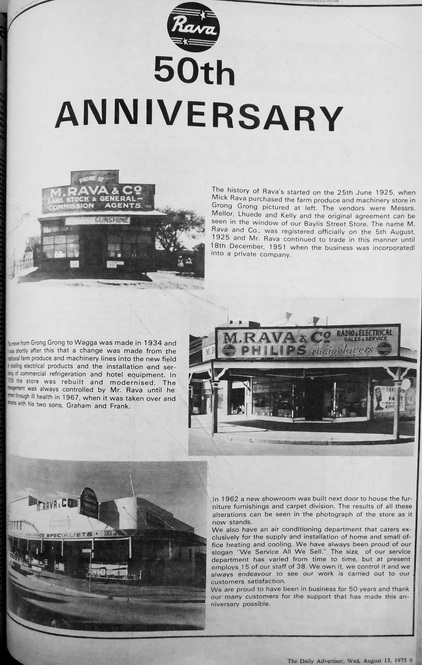 Rava
50th
ANNIVERSARY
PHONE 12
M. RAVA & Co
LAND, STOCK & GENERAL
COMMISSION AGENTS.
SUNSHINE
The history of Rava's started on the 25th June 1925, when
Mick Rava purchased the farm produce and machinery store in
Grong Grong pictured at left. The vendors were Messrs.
Mellor, Lhuede and Kelly and the original agreement can be
seen in the window of our Baylis Street Store. The name M.
Rava and Co., was registered officially on the 5th August,
1925 and Mr. Rava continued to trade in this manner until
18th December, 1951 when the business was incorporated
into a private company.
The move from Grong Grong to Wagga was made in 1934 and
it was shortly after this that a change was made from the
farm produce and machinery lines into the new field
of retailing electrical products and the installation and ser-
of commercial refrigeration and hotel equipment. In
the store was rebuilt and modernised. The
management was always controlled by Mr. Rava until he
retired through ill health in 1967, when it was taken over and
remains with his two sons, Graham and Frank.
M. RAVA & Co RADIO & ELECTRICAL
SALES & SERVICE.
PHILIPS
M. RAVA & CO
SPECIALISTS
In 1962 a new showroom was built next door to house the fur-
niture furnishings and carpet division. The results of all these
alterations can be seen in the photograph of the store as it
now stands.
We also have an air conditioning department that caters ex-
clusively for the supply and installation of home and small of-
fice heating and cooling. We have always been proud of our
slogan "We Service All We Sell." The size, of our service
department has varied from time to time, but at present
employs 15 of our staff of 38. We own it, we control it and we
always endeavour to see our work is carried out to our
customers satisfaction.
We are proud to have been in business for 50 years and thank
our many customers for the support that has made this an-
niversary possible.
The Daily Advertiser, Wed, August 13, 1975